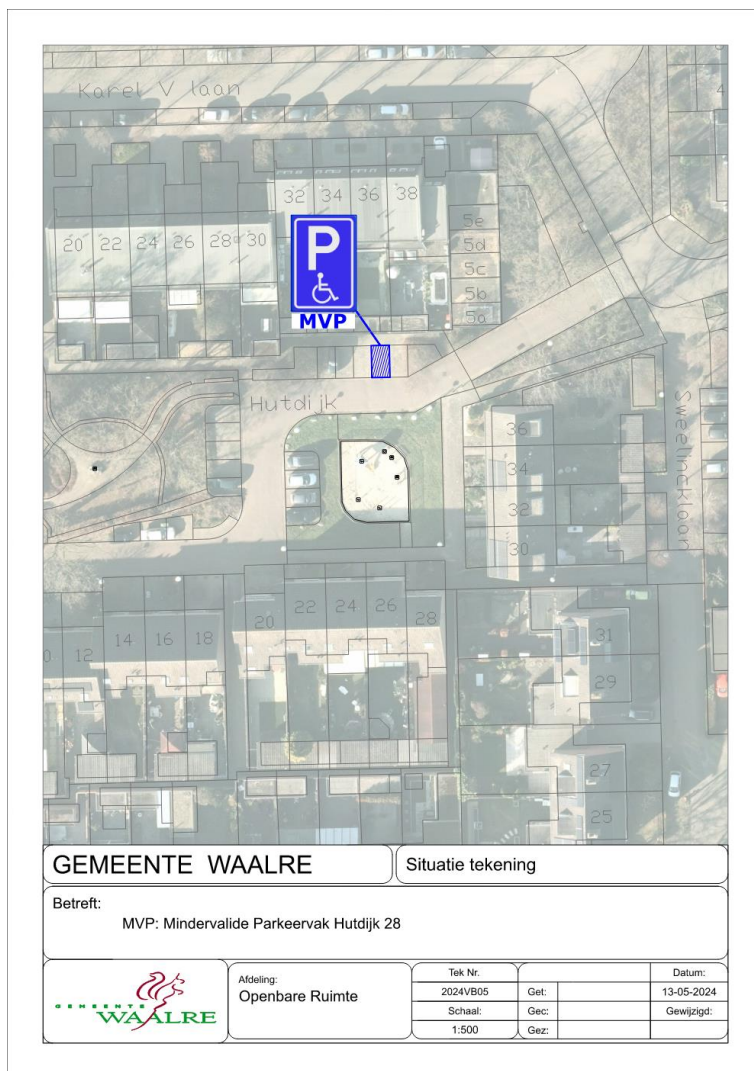 Karel V laan
4
32 34 36 38
20 22 24 26 28 30
5e
5d
5c
5b
5a
P
MVP
Hutdijk
Sweelincklaan
36
34
32
30
12 14 16 18
20 22 24 26 28
31
29
27
25
GEMEENTE WAALRE
Situatie tekening
Betreft:
MVP: Mindervalide Parkeervak Hutdijk 28
GEMEENTE
WAALRE
Afdeling:
Openbare Ruimte
Tek Nr. Datum:
2024VB05 Get: 13-05-2024
Schaal: Gec: Gewijzigd:
1:500 Gez: